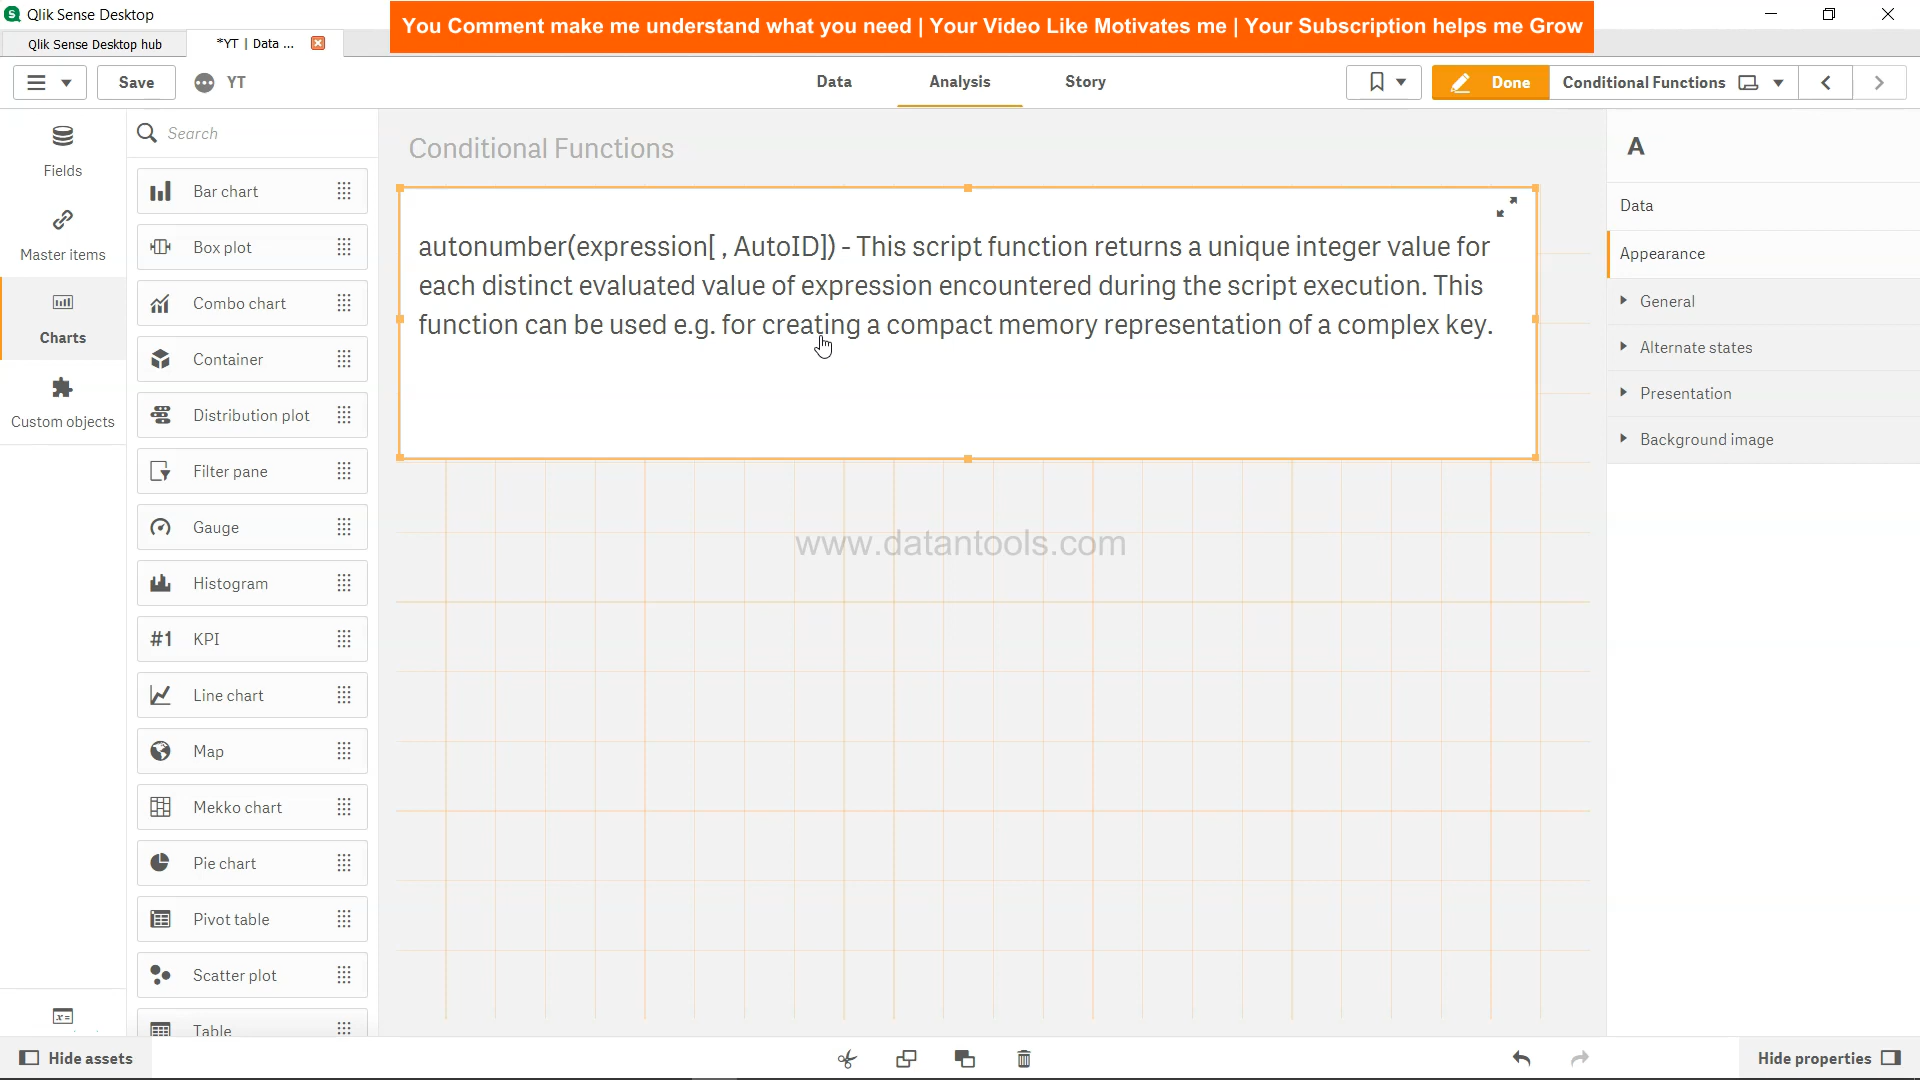 Qlik Sense Desktop
You Comment make me understand what you need | Your Video Like Motivates me | Your Subscription helps me Grow
Qlik Sense Desktop hub
*YT | Data ...
Save
YT
Data
Analysis
Story
Done
Conditional Functions
Fields
Master items
Charts
Custom objects
Search
Bar chart
Box plot
Combo chart
Container
Distribution plot
Filter pane
Gauge
Histogram
#1 KPI
Line chart
Map
Mekko chart
Pie chart
Pivot table
Scatter plot
Table
Conditional Functions
autonumber(expression[ , AutoID]) - This script function returns a unique integer value for
each distinct evaluated value of expression encountered during the script execution. This
function can be used e.g. for creating a compact memory representation of a complex key.
www.datantools.com
A
Data
Appearance
General
Alternate states
Presentation
Background image
Hide assets
Hide properties